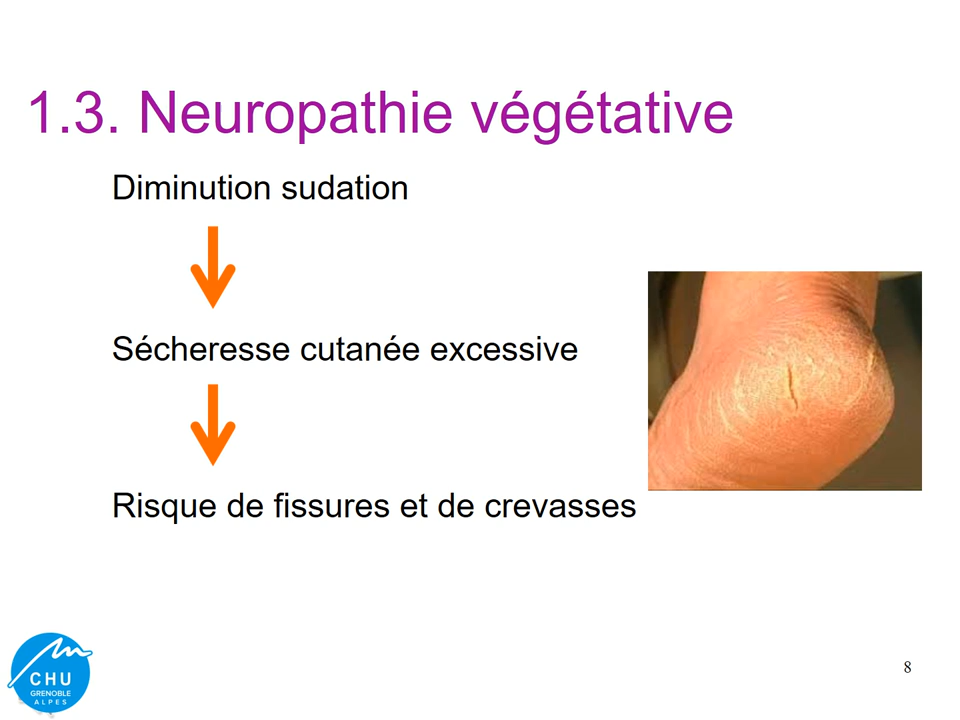 1.3. Neuropathie végétative
Diminution sudation
Sécheresse cutanée excessive
Risque de fissures et de crevasses
CHU
GRENOBLE
ALPES
8